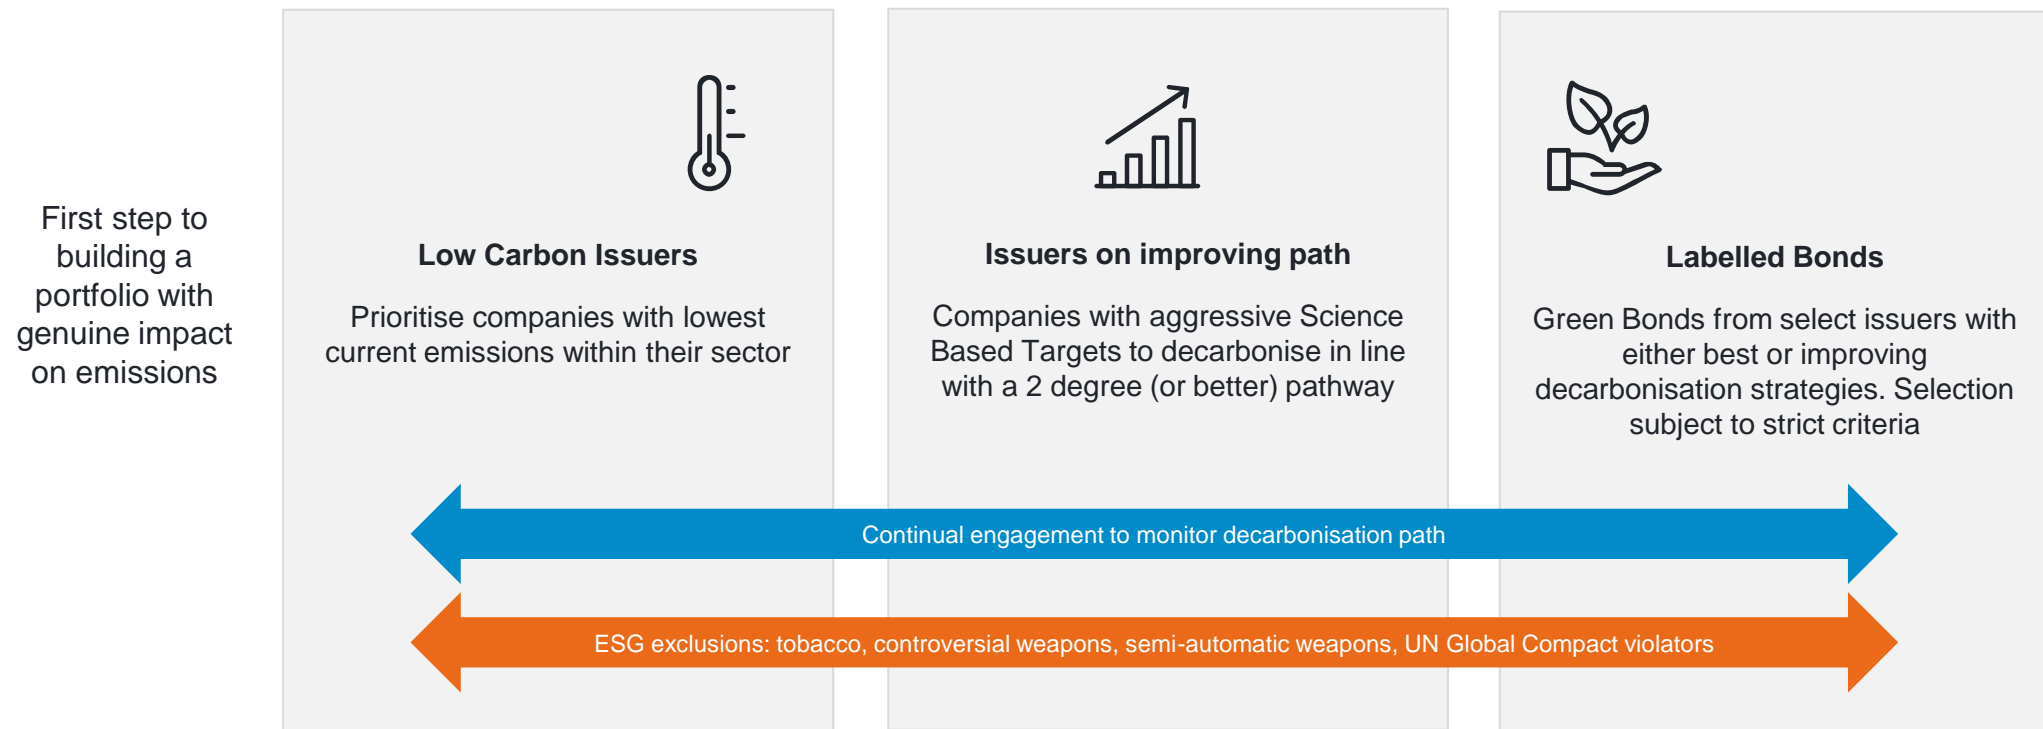 First step to
building a
portfolio with
genuine impact
on emissions
Low Carbon Issuers
Prioritise companies with lowest
current emissions within their sector
Issuers on improving path
Companies with aggressive Science
Based Targets to decarbonise in line
with a 2 degree (or better) pathway
Labelled Bonds
Green Bonds from select issuers with
either best or improving
decarbonisation strategies. Selection
subject to strict criteria
Continual engagement to monitor decarbonisation path
ESG exclusions: tobacco, controversial weapons, semi-automatic weapons, UN Global Compact violators